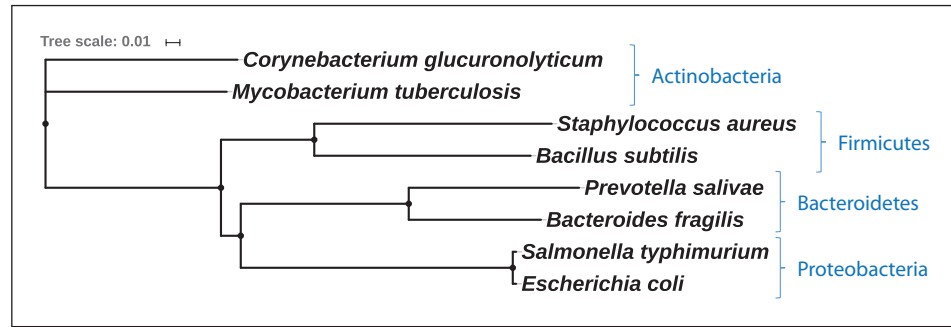 Tree scale: 0.01
Corynebacterium glucuronolyticum
Mycobacterium tuberculosis
Actinobacteria
Staphylococcus aureus
Bacillus subtilis
Firmicutes
Prevotella salivae
Bacteroides fragilis
Bacteroidetes
Salmonella typhimurium
Escherichia coli
Proteobacteria